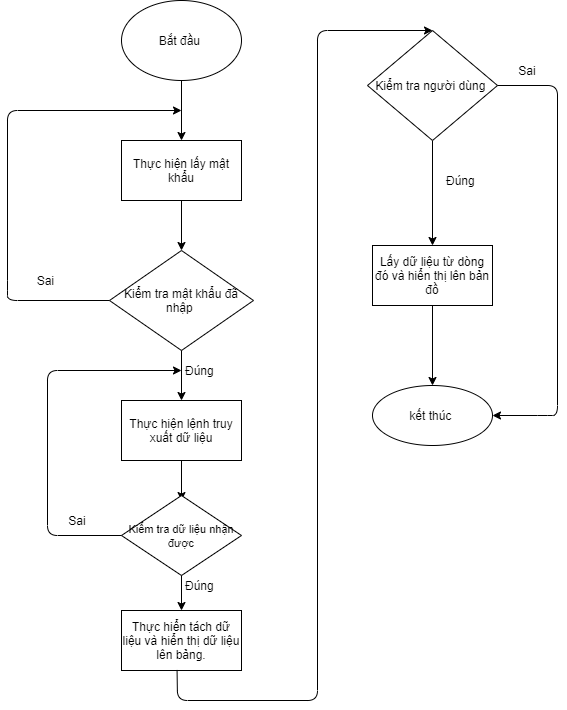 Bắt đầu
Thực hiện lấy mật
khẩu
Sai
Kiểm tra mật khẩu đã
nhập
Đúng
Thực hiện lệnh truy
xuất dữ liệu
Sai
Kiểm tra dữ liệu nhận
được
Đúng
Thực hiển tách dữ
liệu và hiển thị dữ liệu
lên bảng.
Kiểm tra người dùng
Sai
Đúng
Lấy dữ liệu từ dòng
đó và hiển thị lên bản
đồ
kết thúc